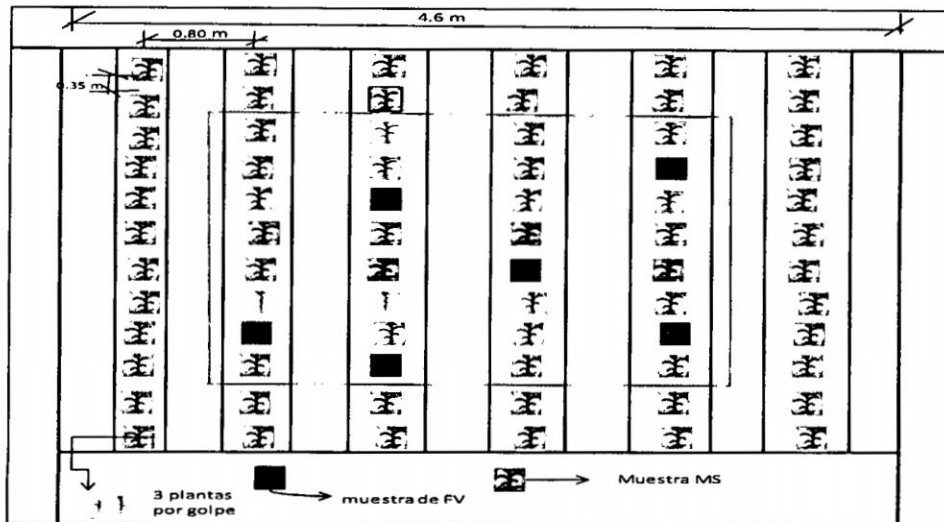 4.6 m
0.80 m
0.35 m
3 plantas
por golpe
muestra de FV
Muestra MS